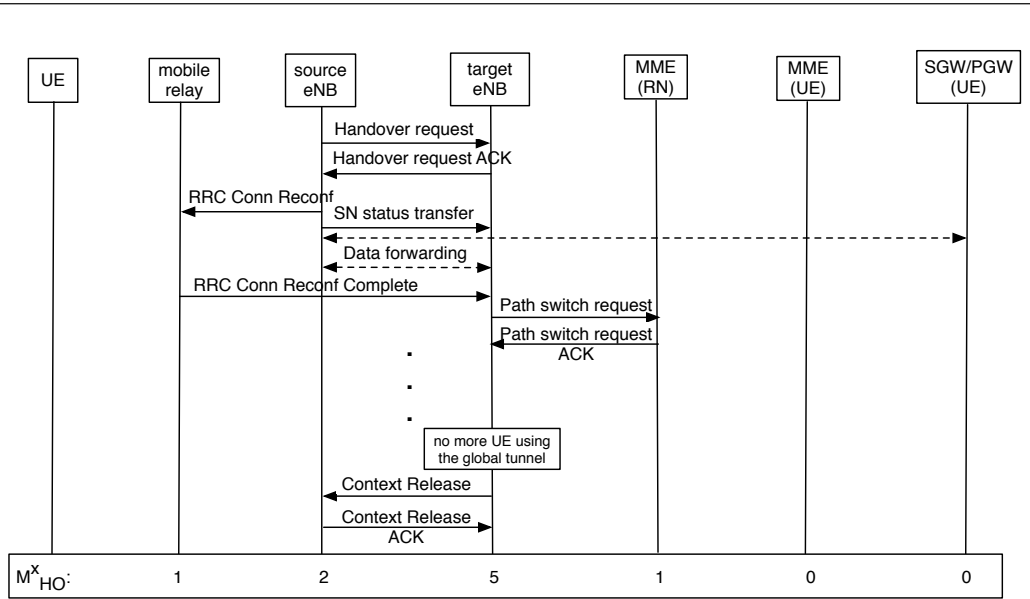 UE
mobile
relay
source
eNB
target
eNB
MME
(RN)
MME
(UE)
SGW/PGW
(UE)
Handover request
Handover request ACK
RRC Conn Reconf
SN status transfer
Data forwarding
RRC Conn Reconf Complete
Path switch request
Path switch request
ACK
.
.
.
no more UE using
the global tunnel
Context Release
Context Release
ACK
M^x_HO: 1 2 5 1 0 0